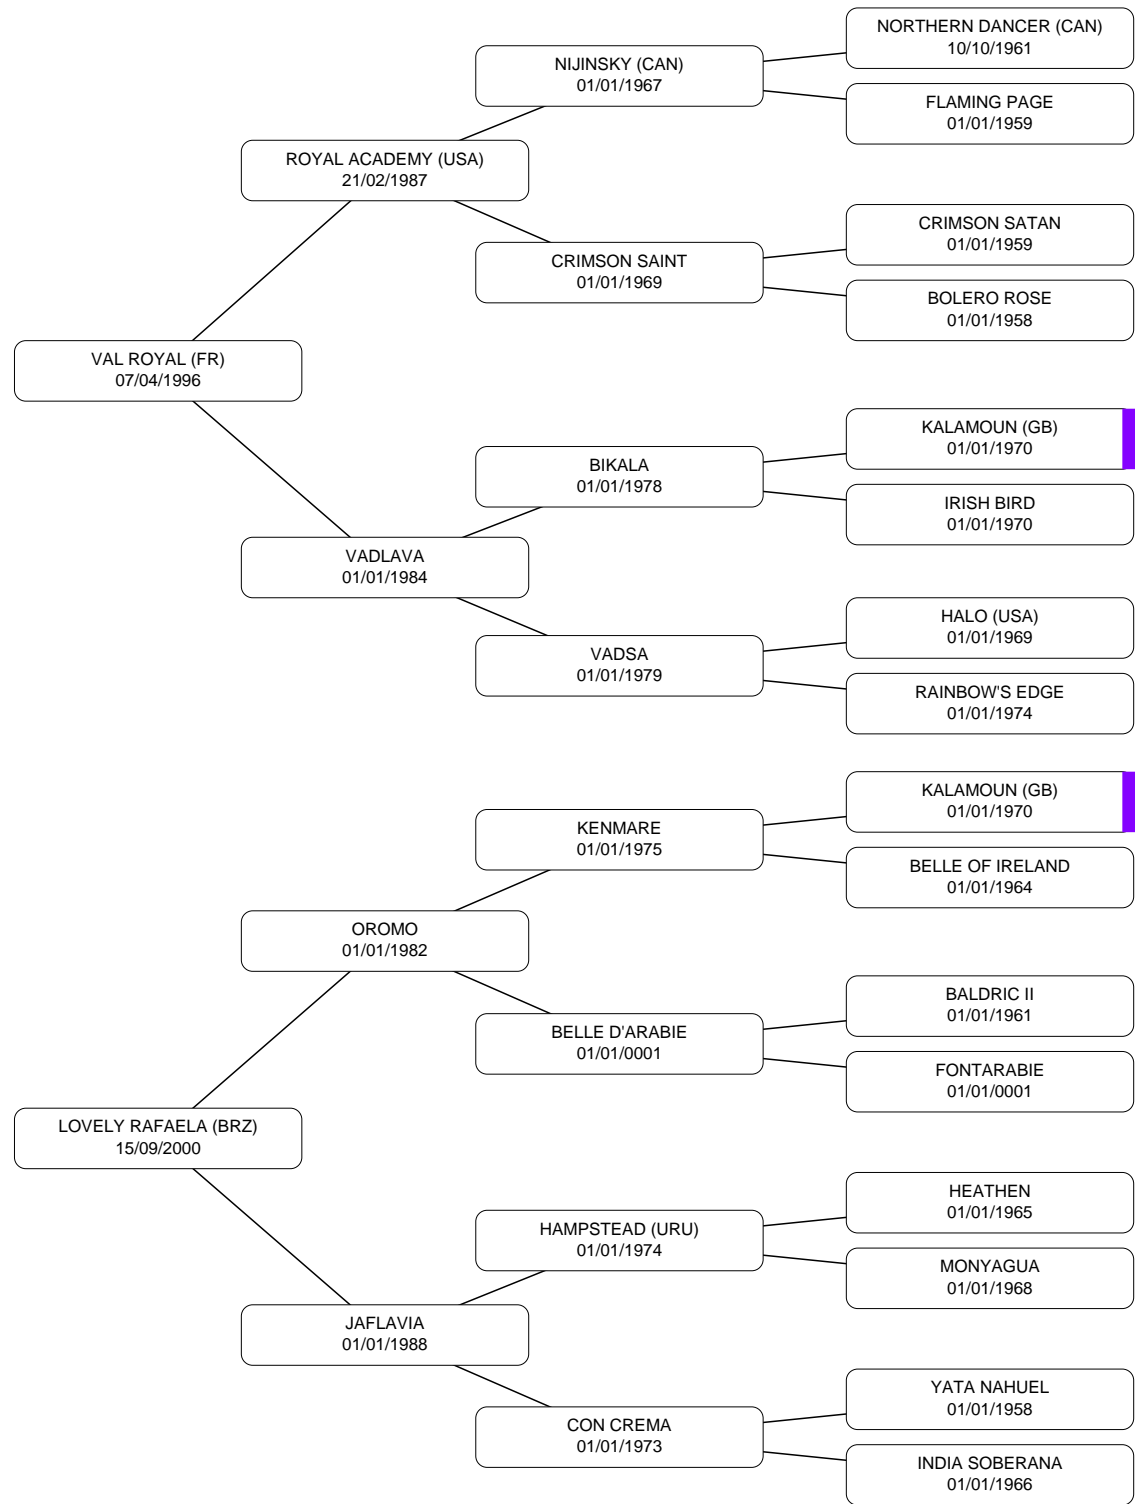 NORTHERN DANCER (CAN)
10/10/1961
NIJINSKY (CAN)
01/01/1967
FLAMING PAGE
01/01/1959
ROYAL ACADEMY (USA)
21/02/1987
CRIMSON SATAN
01/01/1959
CRIMSON SAINT
01/01/1969
BOLERO ROSE
01/01/1958
VAL ROYAL (FR)
07/04/1996
KALAMOUN (GB)
01/01/1970
BIKALA
01/01/1978
IRISH BIRD
01/01/1970
VADLAVA
01/01/1984
HALO (USA)
01/01/1969
VADSA
01/01/1979
RAINBOW'S EDGE
01/01/1974
KALAMOUN (GB)
01/01/1970
KENMARE
01/01/1975
BELLE OF IRELAND
01/01/1964
OROMO
01/01/1982
BALDRIC II
01/01/1961
BELLE D'ARABIE
01/01/0001
FONTARABIE
01/01/0001
LOVELY RAFAELA (BRZ)
15/09/2000
HEATHEN
01/01/1965
HAMPSTEAD (URU)
01/01/1974
MONYAGUA
01/01/1968
JAFLAVIA
01/01/1988
YATA NAHUEL
01/01/1958
CON CREMA
01/01/1973
INDIA SOBERANA
01/01/1966